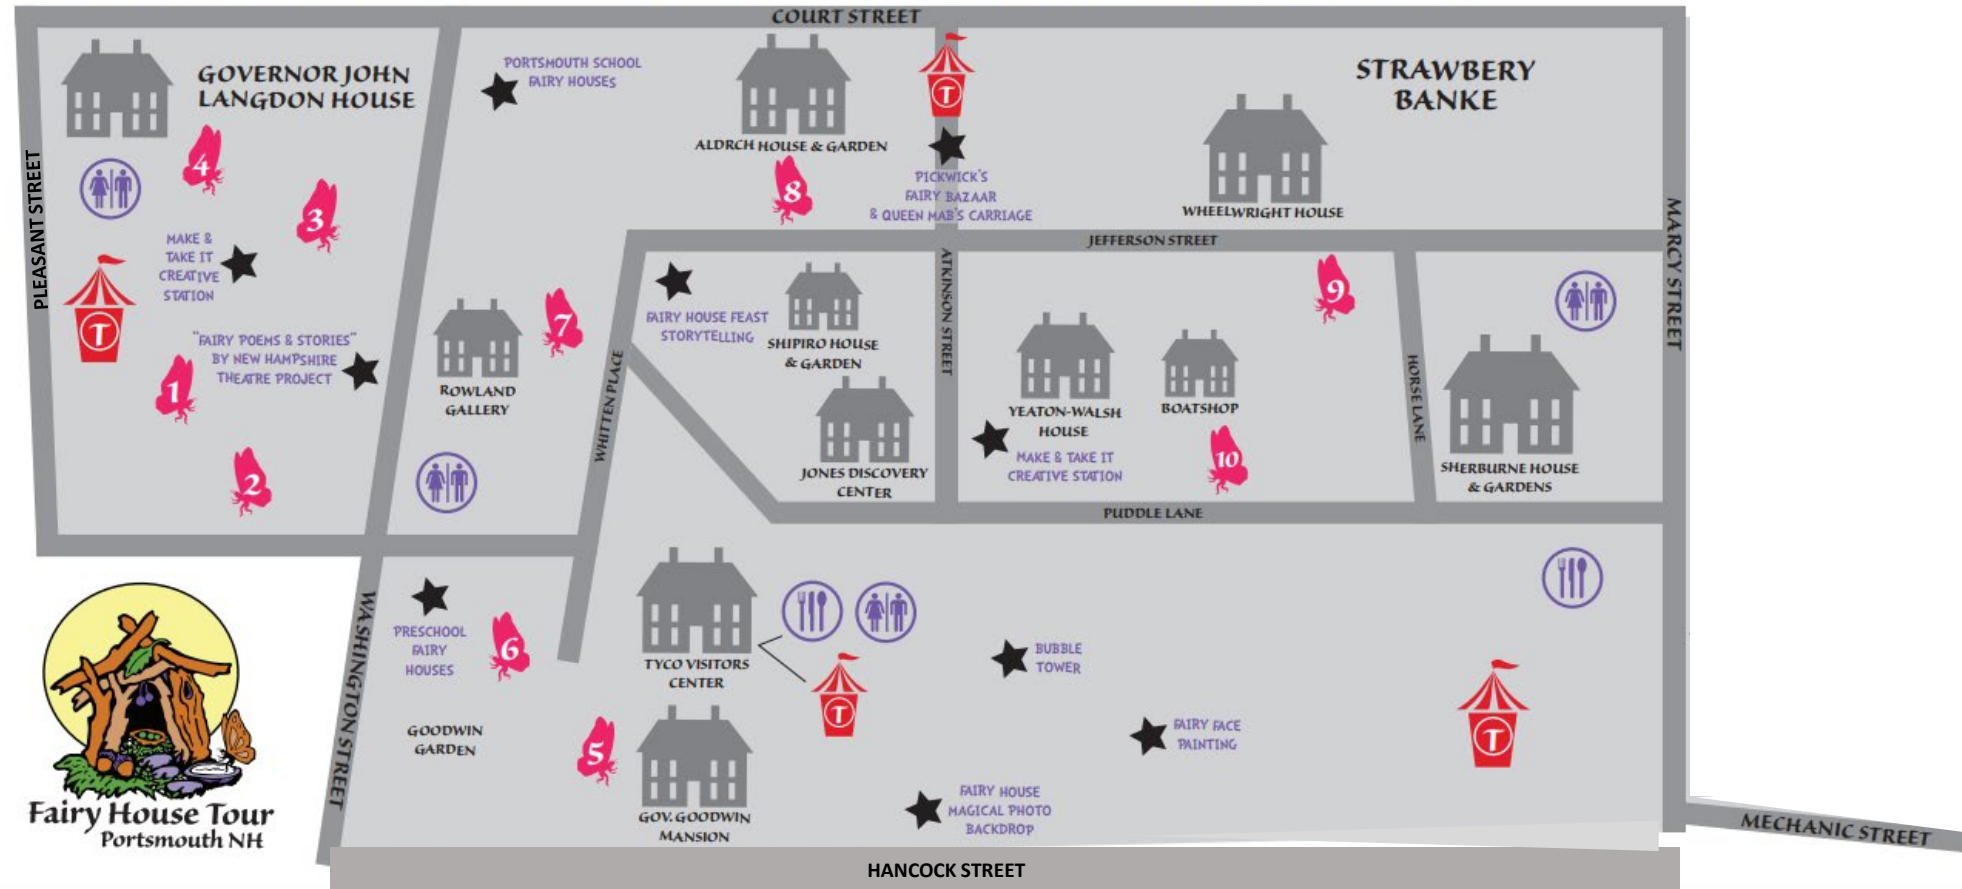 COURT STREET
GOVERNOR JOHN
LANGDON HOUSE
PLEASANT STREET
4
3
MAKE &
TAKE IT
CREATIVE
STATION
T
"FAIRY POEMS & STORIES"
BY NEW HAMPSHIRE
THEATRE PROJECT
1
2
PORTSMOUTH SCHOOL
FAIRY HOUSES
ALDRCH HOUSE & GARDEN
8
T
PICKWICK'S
FAIRY BAZAAR
& QUEEN MAB'S CARRIAGE
STRAWBERY
BANKE
WHEELWRIGHT HOUSE
MARCY STREET
JEFFERSON STREET
7
ROWLAND
GALLERY
WHITTEN PLACE
FAIRY HOUSE FEAST
STORYTELLING
SHIPIRO HOUSE
& GARDEN
JONES DISCOVERY
CENTER
ATKINSON STREET
9
YEATON-WALSH
HOUSE
MAKE & TAKE IT
CREATIVE STATION
BOATSHOP
10
HORSE LANE
SHERBURNE HOUSE
& GARDENS
PUDDLE LANE
WASHINGTON STREET
PRESCHOOL
FAIRY
HOUSES
6
GOODWIN
GARDEN
5
TYCO VISITORS
CENTER
T
GOV. GOODWIN
MANSION
BUBBLE
TOWER
FAIRY FACE
PAINTING
FAIRY HOUSE
MAGICAL PHOTO
BACKDROP
T
MECHANIC STREET
HANCOCK STREET
Fairy House Tour
Portsmouth NH